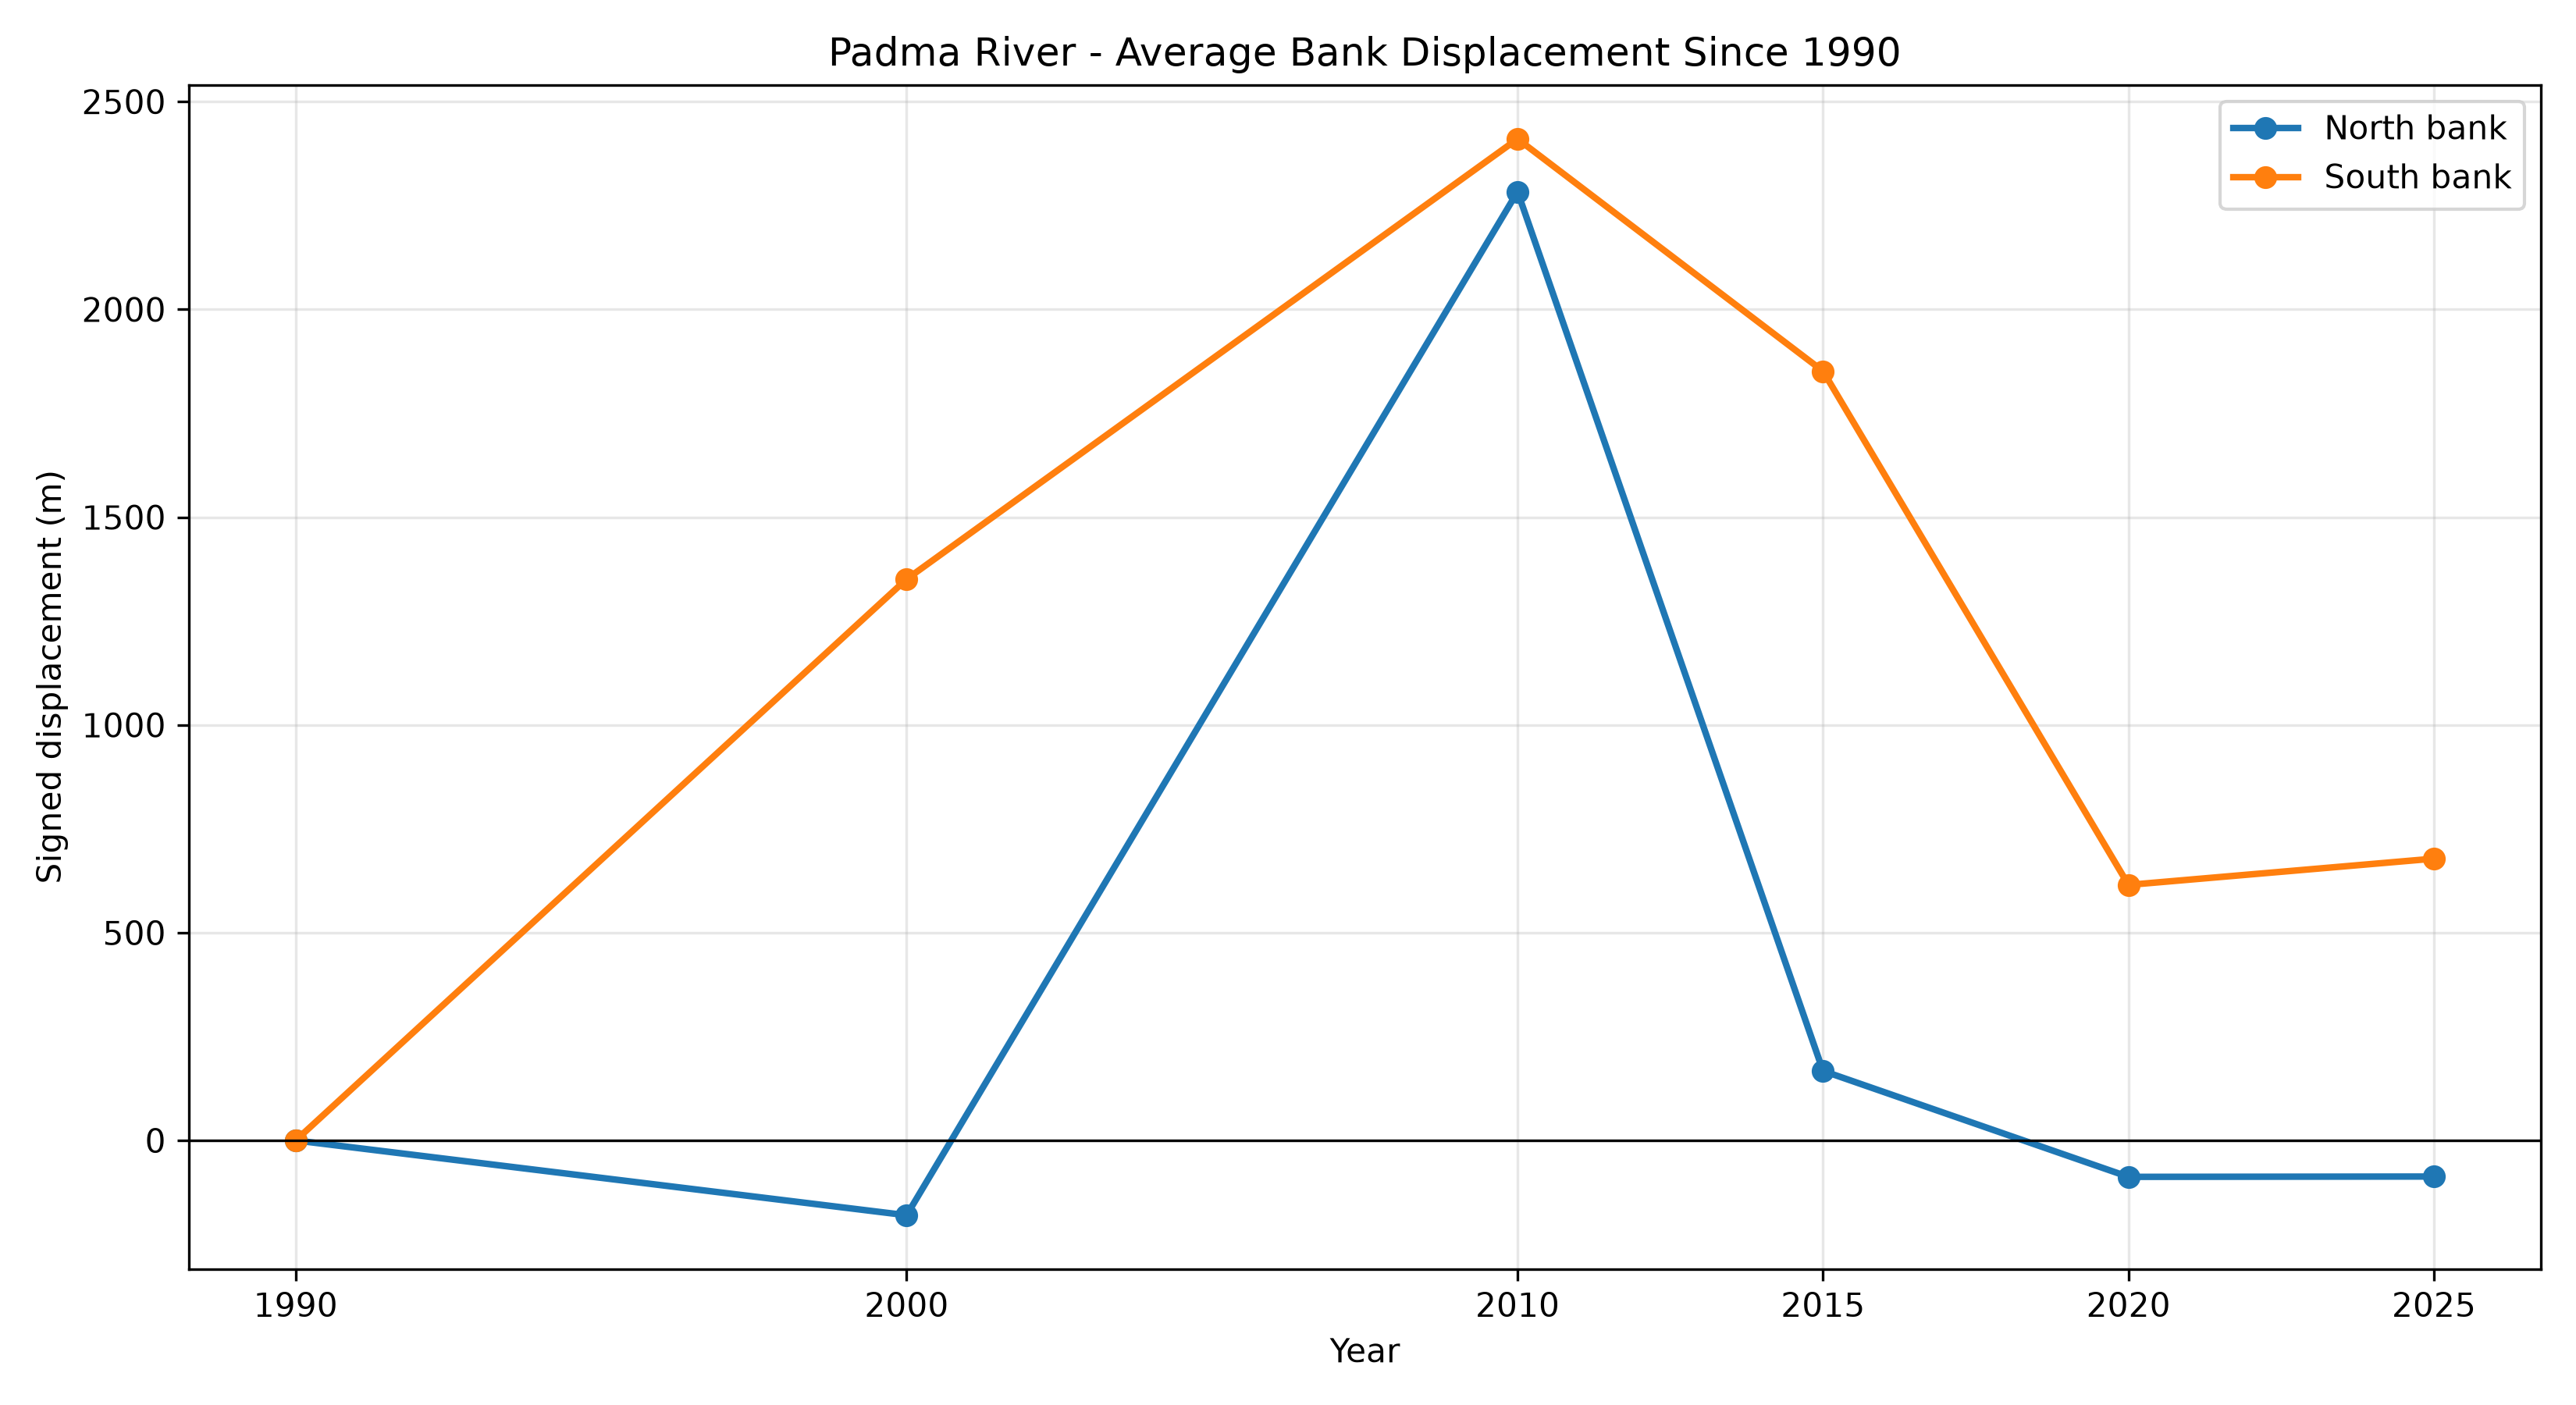 Padma River - Average Bank Displacement Since 1990
2500
2000
1500
1000
500
0
Signed displacement (m)
North bank
South bank
1990 2000 2010 2015 2020 2025
Year